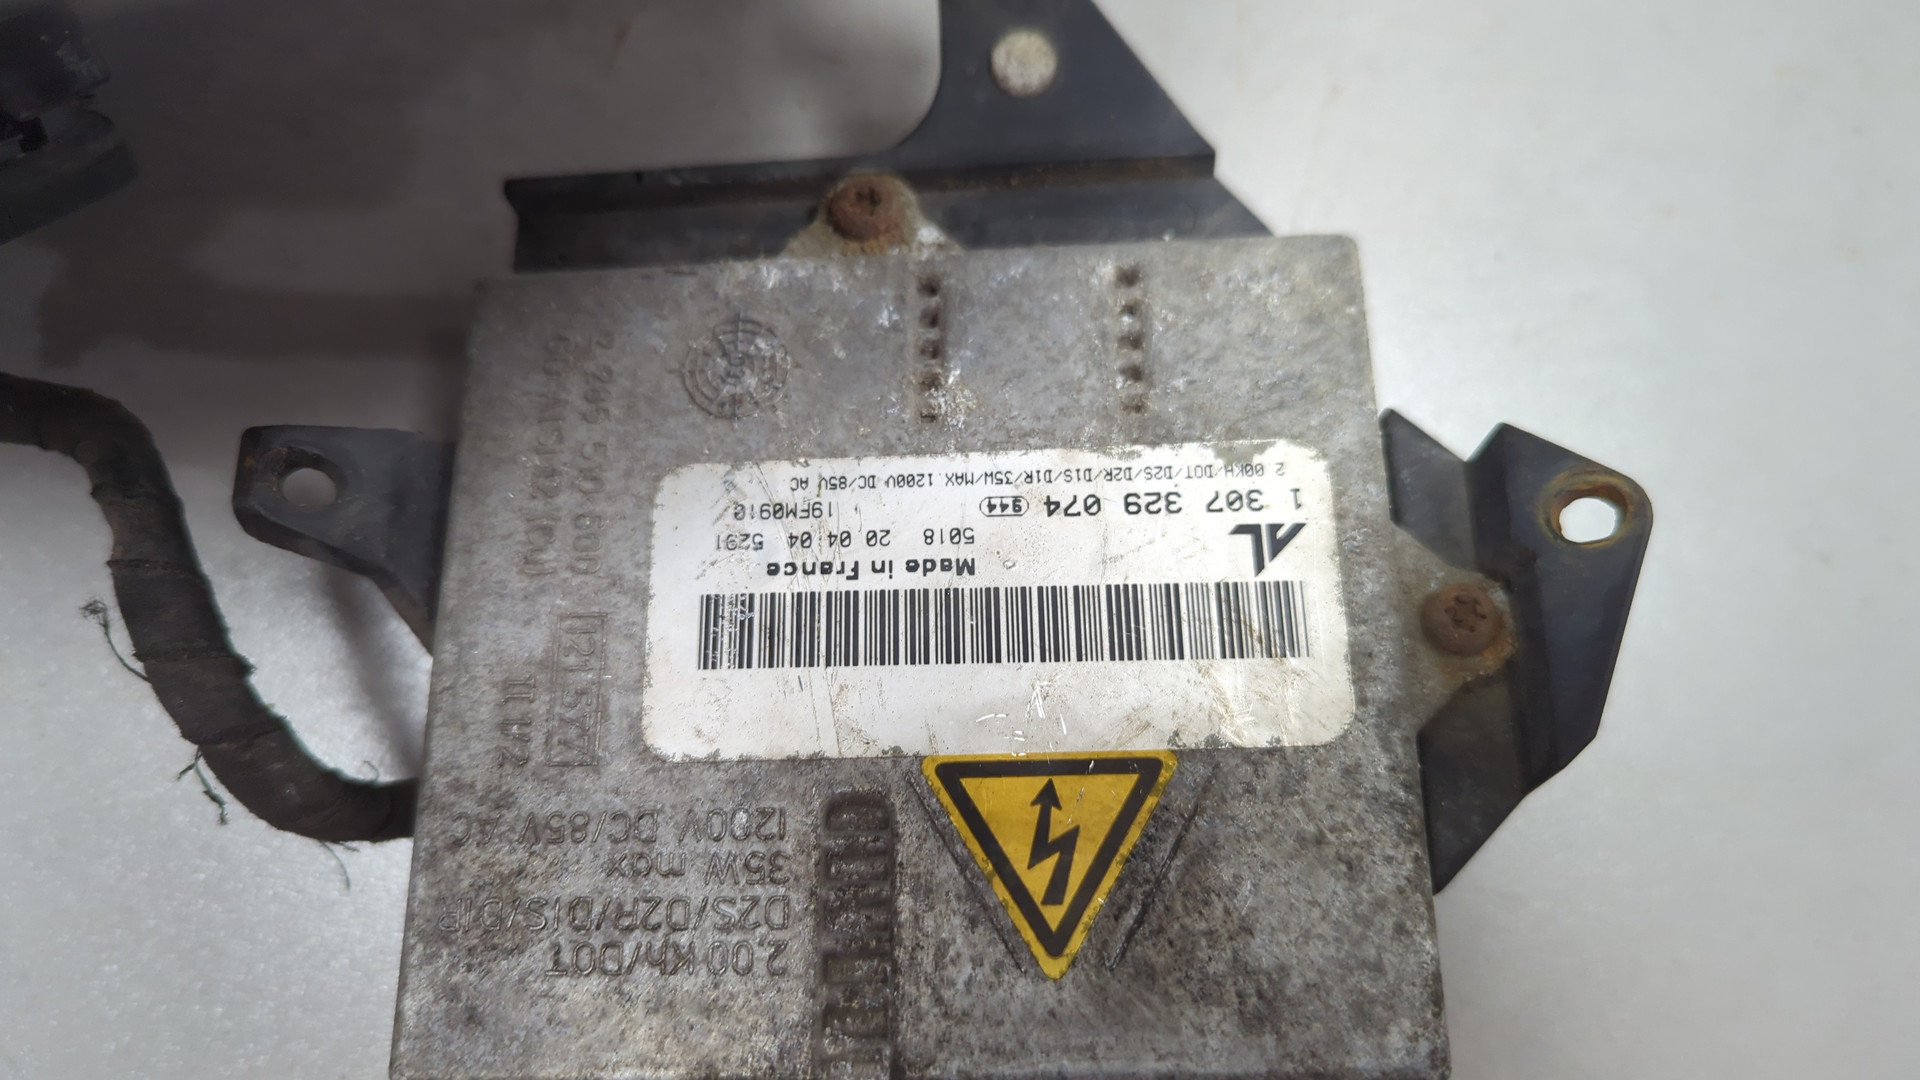 2.00KH/DOT/D2S/D2R/D1S/D1R/35W/MAX.1200V DC/85V AC
1 307 329 074 944 19FM0910
AL
5018 20 04 04 5291
Made in France
2,00 Kh/DOT
D2S/D2R/D1S/D1R
35W max
1200V DC/85V AC